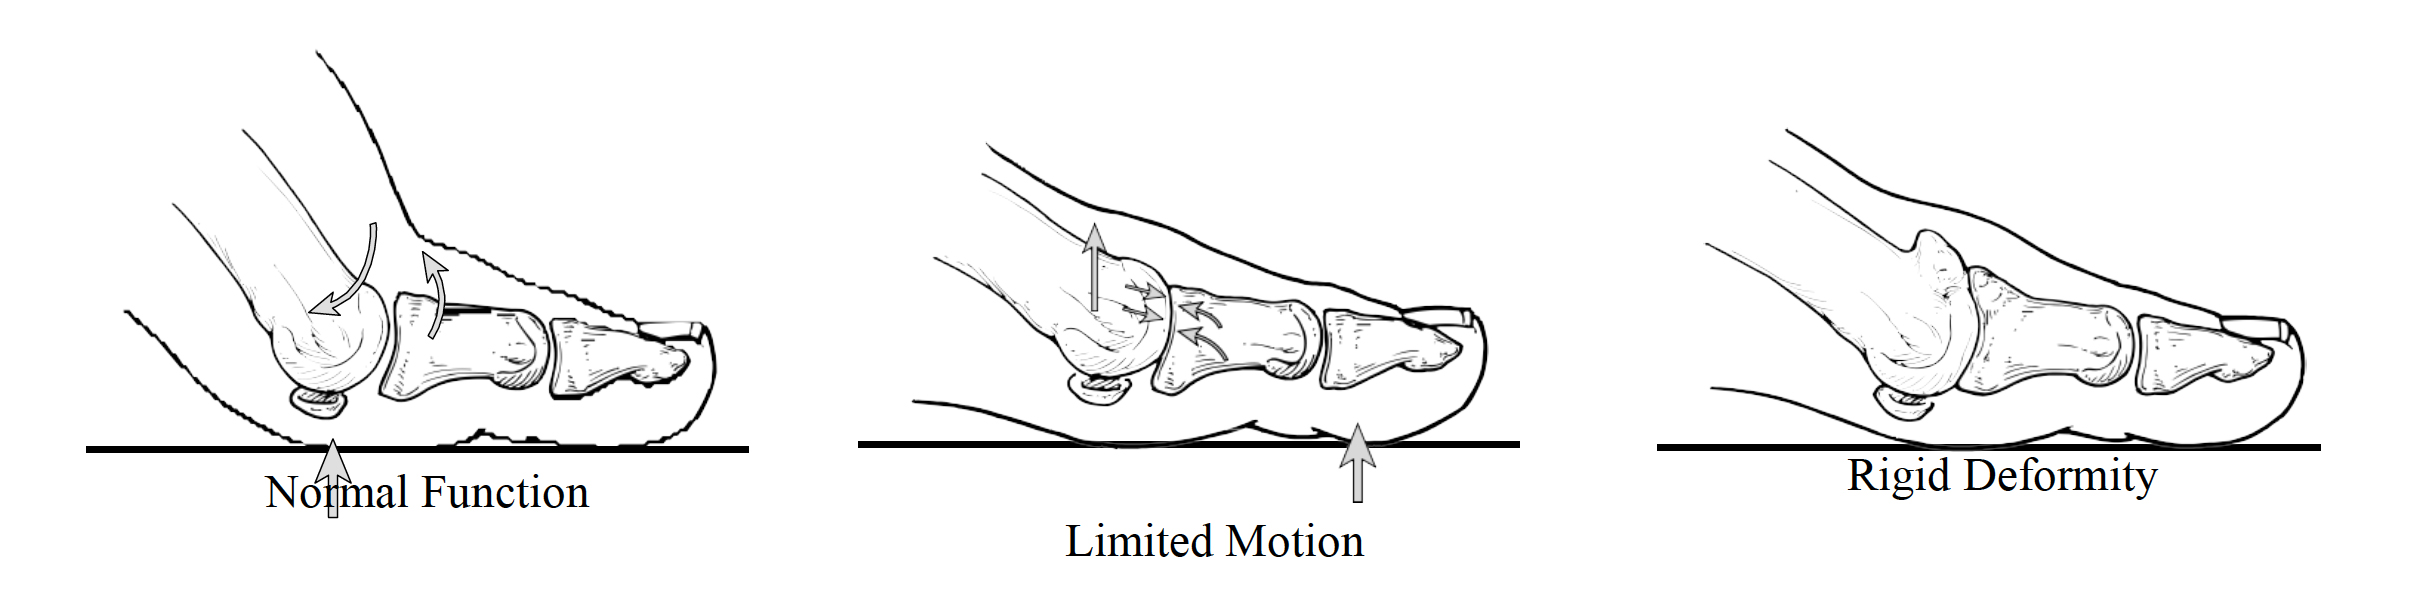 Normal Function
Limited Motion
Rigid Deformity